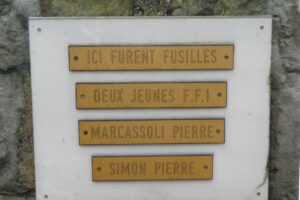 ICI FURENT FUSILLES
DEUX JEUNES F.F.I
MARCASSOLI PIERRE
SIMON PIERRE